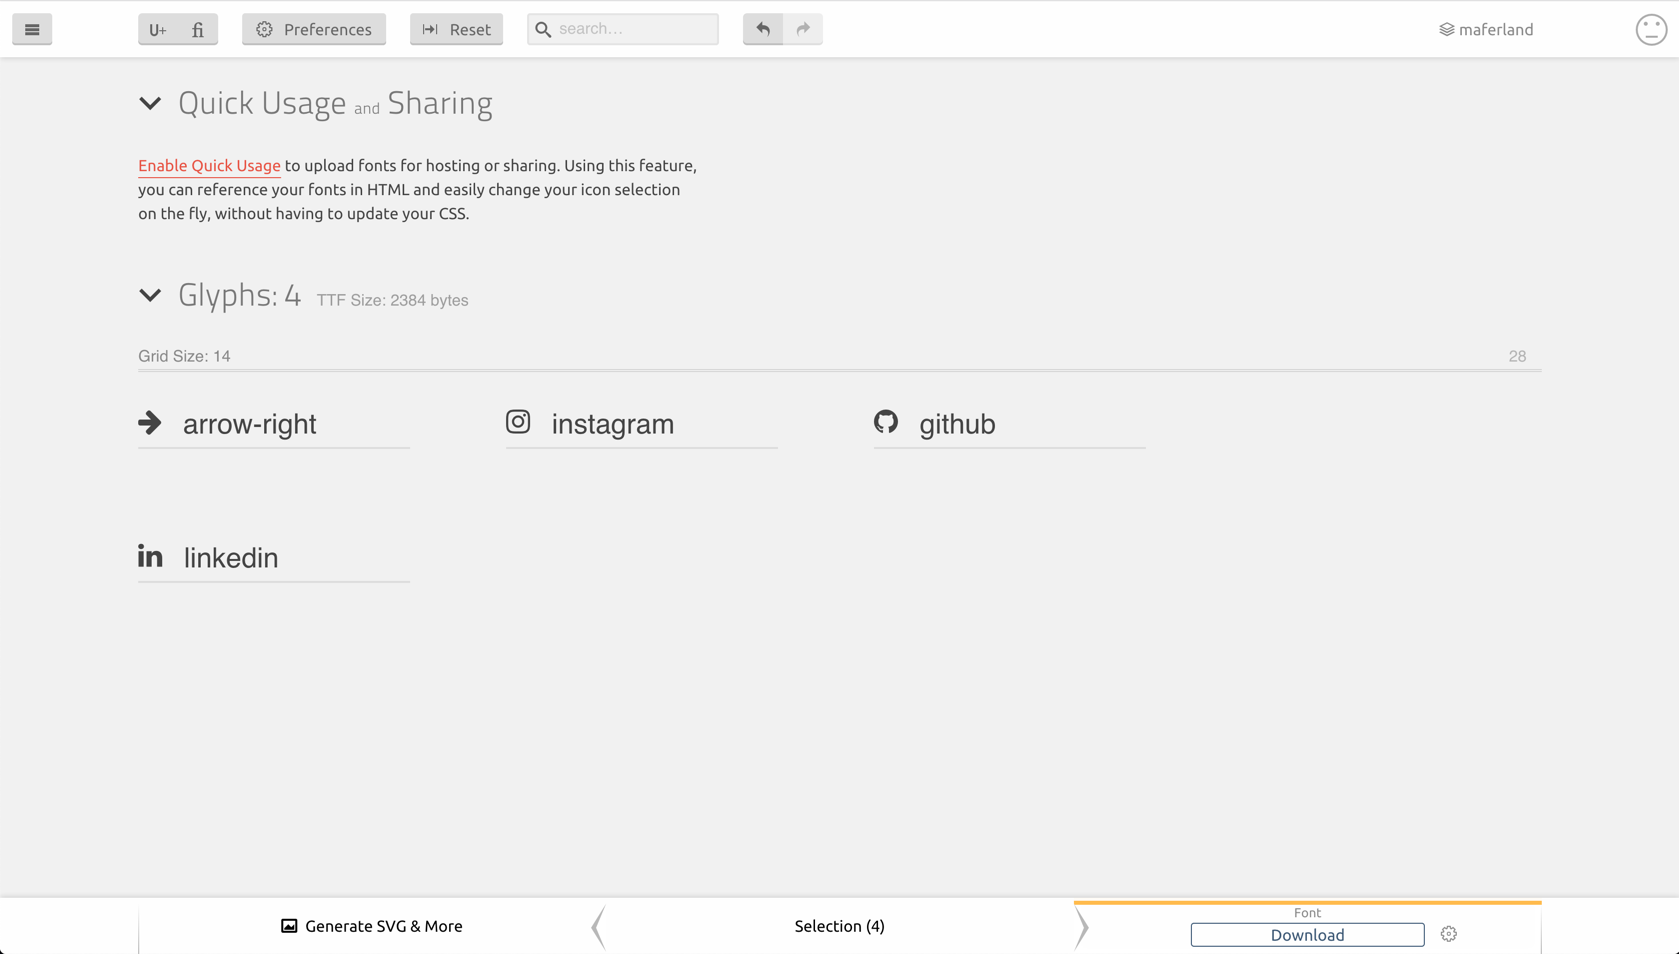 U+ fi Preferences Reset search... maferland
Quick Usage and Sharing
Enable Quick Usage to upload fonts for hosting or sharing. Using this feature,
you can reference your fonts in HTML and easily change your icon selection
on the fly, without having to update your CSS.
Glyphs: 4 TTF Size: 2384 bytes
Grid Size: 14 28
arrow-right instagram github
linkedin
Font
Generate SVG & More Selection (4)
Download